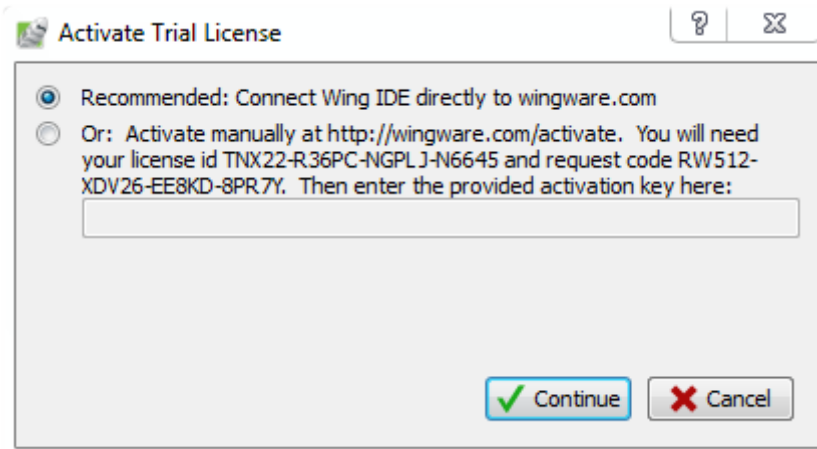 Activate Trial License
Recommended: Connect Wing IDE directly to wingware.com
Or:  Activate manually at http://wingware.com/activate.  You will need
your license id TNX22-R36PC-NGPLJ-N6645 and request code RW512-
XDV26-EE8KD-8PR7Y.  Then enter the provided activation key here:
Continue
Cancel